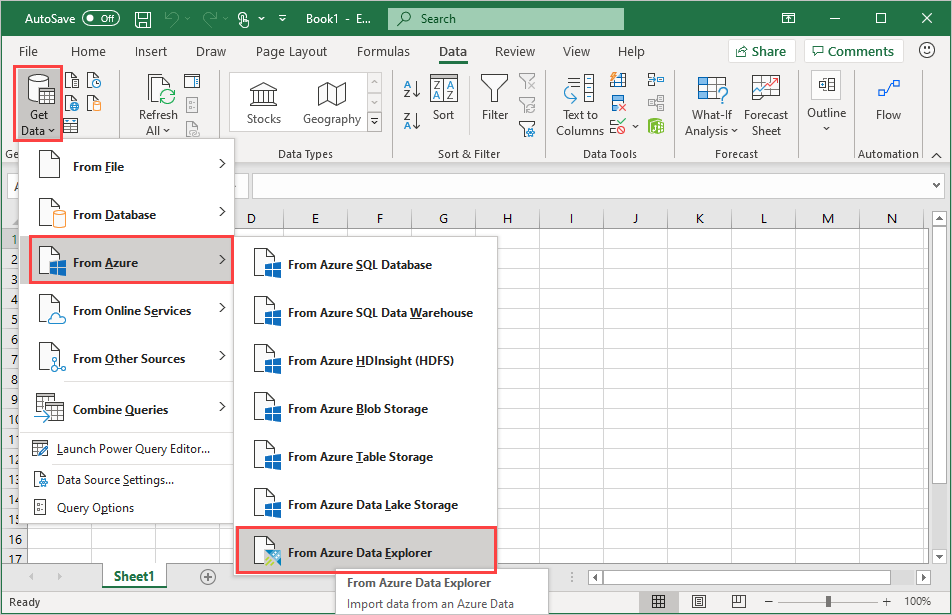 AutoSave Off Book1 - E... Search
File Home Insert Draw Page Layout Formulas Data Review View Help Share Comments
Get Data
Refresh All
Stocks Geography
Sort
Filter
Text to Columns
What-If Analysis
Forecast Sheet
Outline
Flow
Ge Data Types Sort & Filter Data Tools Forecast Automation
A
From File
From Database
From Azure
From Online Services
From Other Sources
Combine Queries
Launch Power Query Editor...
Data Source Settings...
Query Options
D E F G H I J K L M N
1
2
3
4
5
6
7
8
9
10
11
12
13
14
15
16
17
From Azure SQL Database
From Azure SQL Data Warehouse
From Azure HDInsight (HDFS)
From Azure Blob Storage
From Azure Table Storage
From Azure Data Lake Storage
From Azure Data Explorer
From Azure Data Explorer
Import data from an Azure Data
Sheet1
Ready 100%